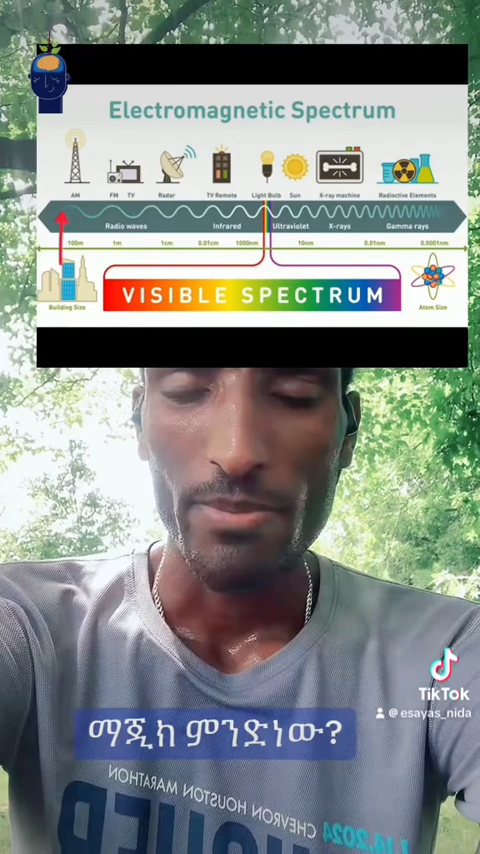 Electromagnetic Spectrum
AM FM TV Radar TV Remote Light Bulb Sun X-ray machine Radioctive Elements
Radio waves Infrared Ultraviolet X-rays Gamma rays
100m 1m 1cm 0.01cm 1000nm 10nm 0.01nm 0.0001nm
Building Size
VISIBLE SPECTRUM
Atom Size
TikTok
@esayas_nida
ማጂክ ምንድነው?
CHEVRON HOUSTON MARATHON